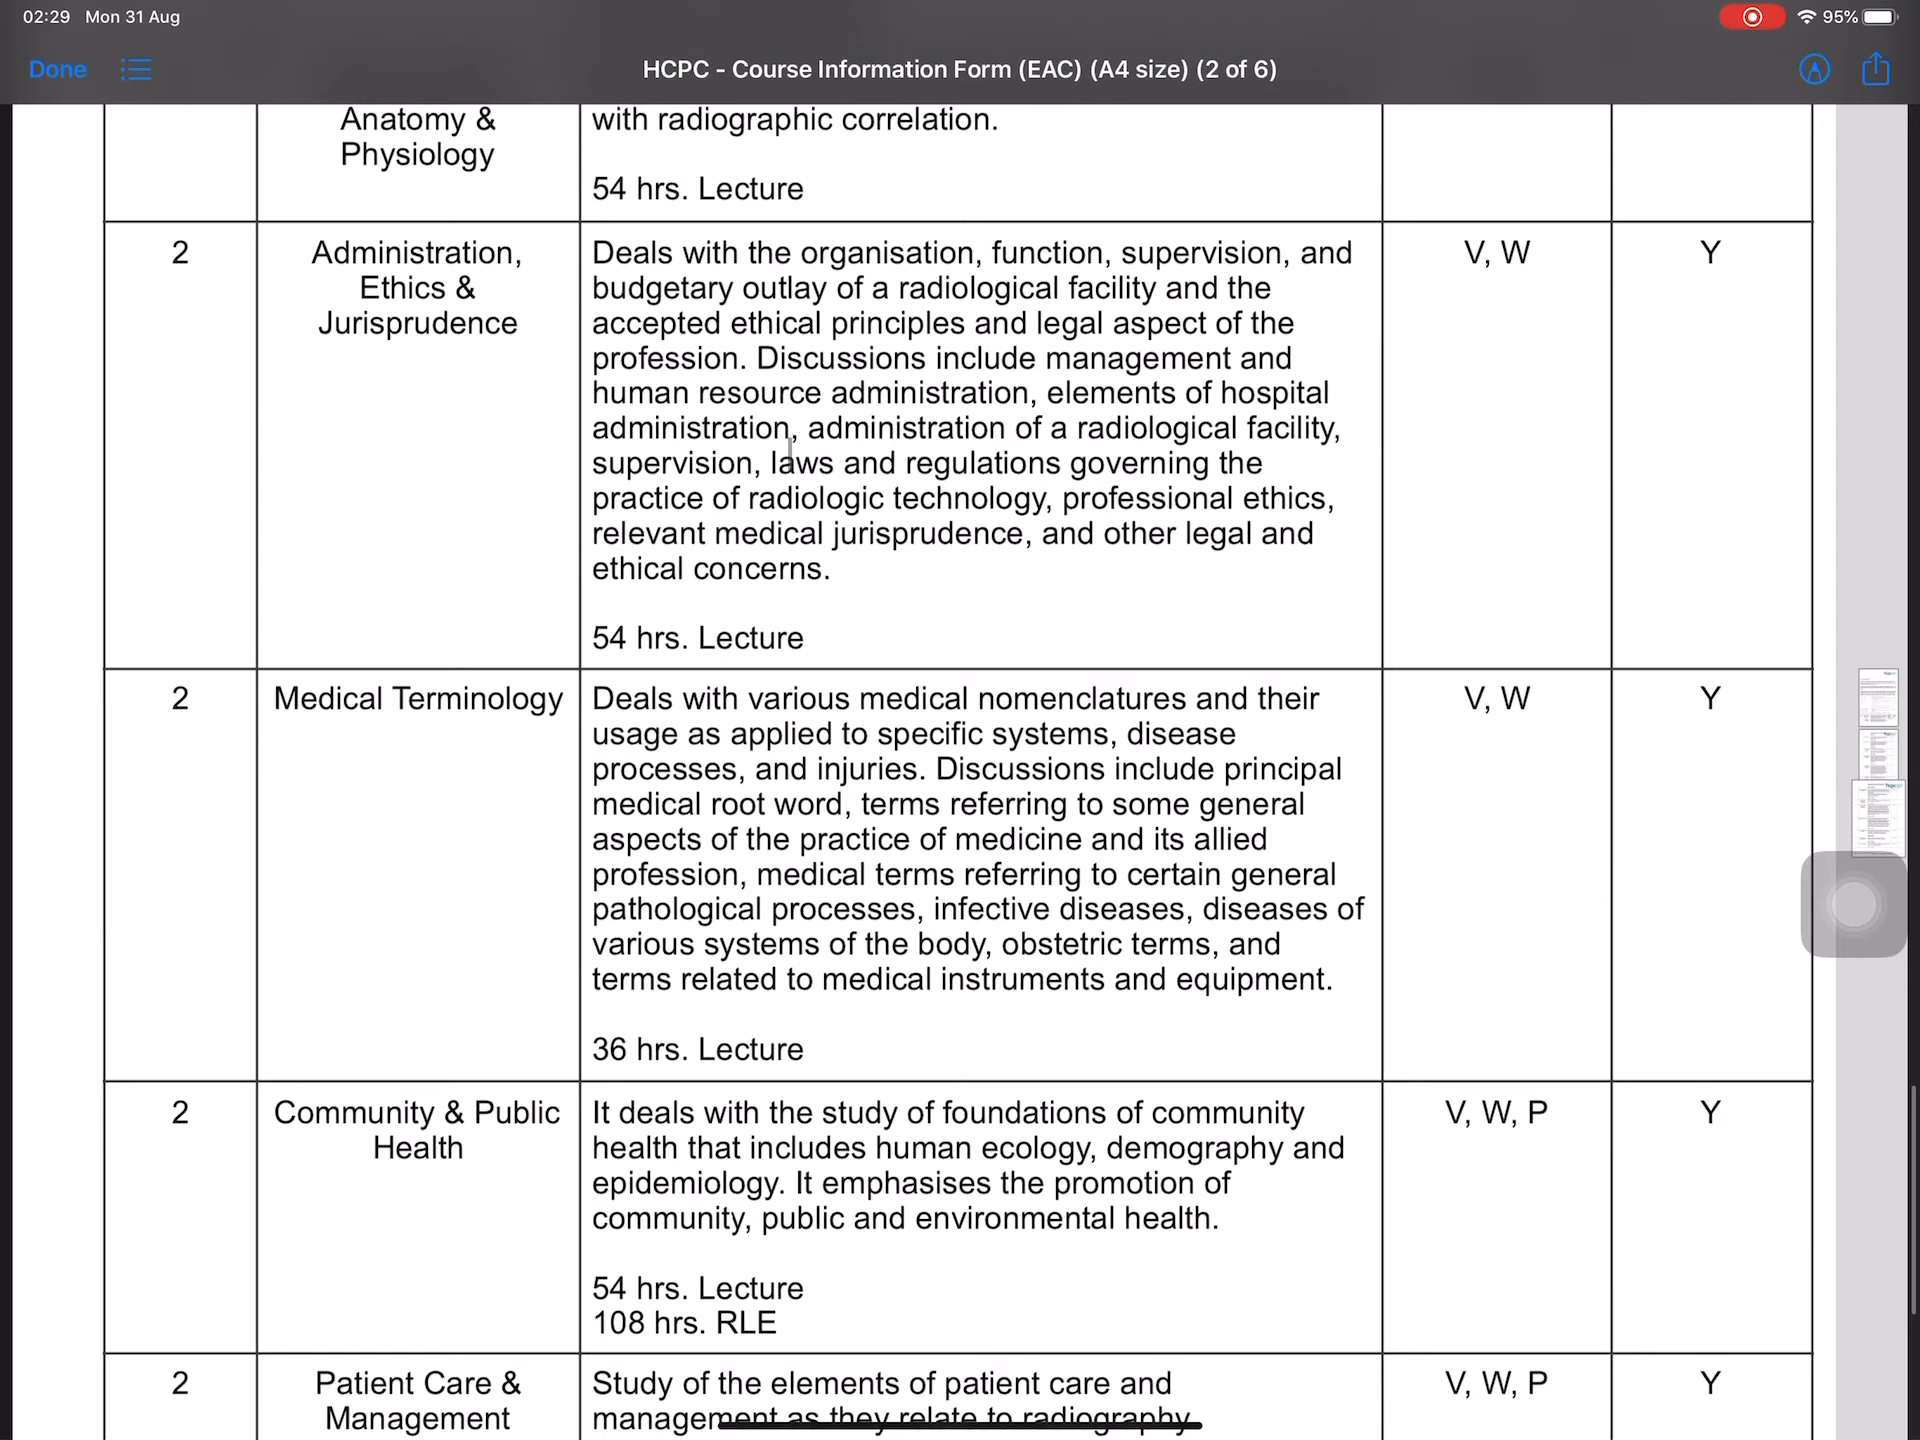 02:29 Mon 31 Aug
95%
Done
HCPC - Course Information Form (EAC) (A4 size) (2 of 6)
Anatomy &
Physiology
with radiographic correlation.
54 hrs. Lecture
2
Administration,
Ethics &
Jurisprudence
Deals with the organisation, function, supervision, and
budgetary outlay of a radiological facility and the
accepted ethical principles and legal aspect of the
profession. Discussions include management and
human resource administration, elements of hospital
administration, administration of a radiological facility,
supervision, laws and regulations governing the
practice of radiologic technology, professional ethics,
relevant medical jurisprudence, and other legal and
ethical concerns.
54 hrs. Lecture
V, W
Y
2
Medical Terminology
Deals with various medical nomenclatures and their
usage as applied to specific systems, disease
processes, and injuries. Discussions include principal
medical root word, terms referring to some general
aspects of the practice of medicine and its allied
profession, medical terms referring to certain general
pathological processes, infective diseases, diseases of
various systems of the body, obstetric terms, and
terms related to medical instruments and equipment.
36 hrs. Lecture
V, W
Y
2
Community & Public
Health
It deals with the study of foundations of community
health that includes human ecology, demography and
epidemiology. It emphasises the promotion of
community, public and environmental health.
54 hrs. Lecture
108 hrs. RLE
V, W, P
Y
2
Patient Care &
Management
Study of the elements of patient care and
management as they relate to radiography
V, W, P
Y